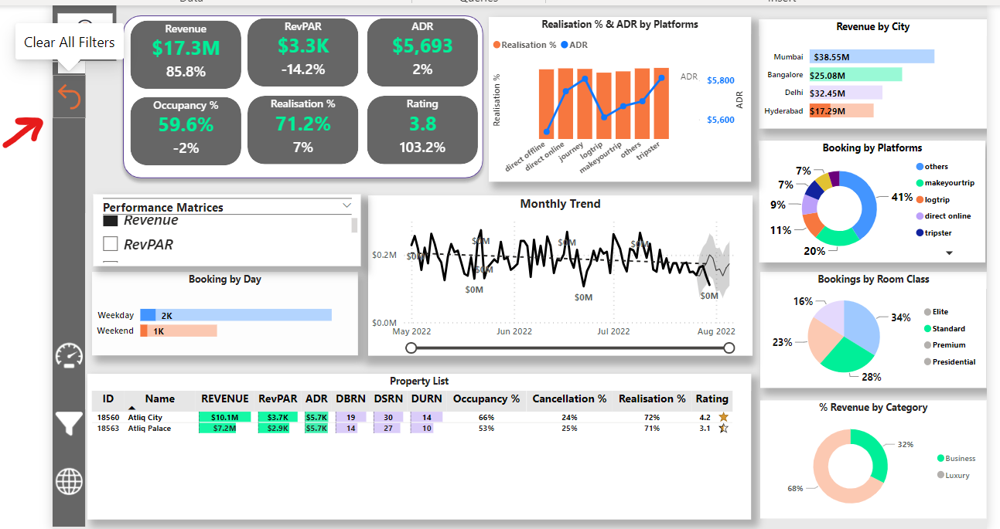 Clear All Filters
Revenue
$17.3M
85.8%
RevPAR
$3.3K
-14.2%
ADR
$5,693
2%
Occupancy %
59.6%
-2%
Realisation %
71.2%
7%
Rating
3.8
103.2%
Realisation % & ADR by Platforms
Realisation % ADR
Realisation %
ADR
$5,800
$5,600
ADR
direct offline
direct online
journey
logtrip
makeyourtrip
others
tripster
Revenue by City
Mumbai $38.55M
Bangalore $25.08M
Delhi $32.45M
Hyderabad $17.29M
Booking by Platforms
7%
7%
9%
11%
20%
41%
others
makeyourtrip
logtrip
direct online
tripster
Performance Matrices
Revenue
RevPAR
Booking by Day
Weekday 2K
Weekend 1K
Monthly Trend
$0.2M
$0.0M
$0M
$0M
$0M
$0M
$0M
$0M
$0M
$0M
May 2022 Jun 2022 Jul 2022 Aug 2022
Bookings by Room Class
16%
34%
23%
28%
Elite
Standard
Premium
Presidential
Property List
ID Name REVENUE RevPAR ADR DBRN DSRN DURN Occupancy % Cancellation % Realisation % Rating
18560 Atliq City $10.1M $3.7K $5.7K 19 30 14 66% 24% 72% 4.2
18563 Atliq Palace $7.2M $2.9K $5.7K 14 27 10 53% 25% 71% 3.1
% Revenue by Category
32%
68%
Business
Luxury